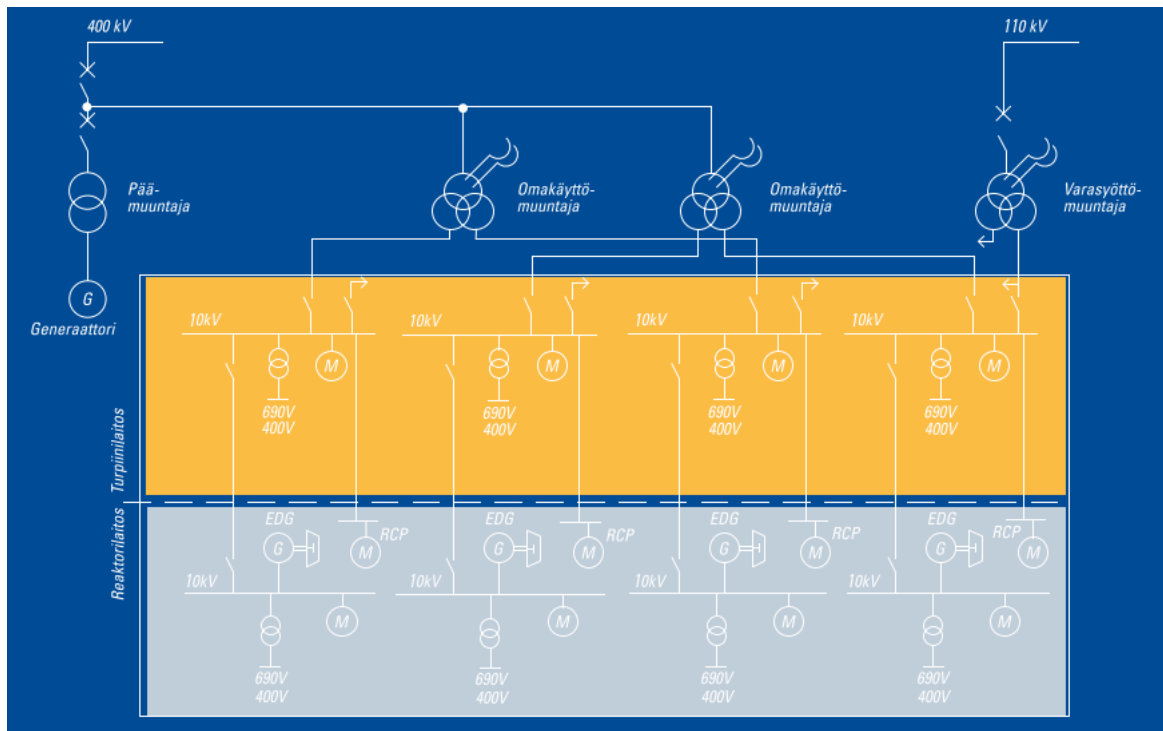 400 kV
110 kV
Pää-
muuntaja
Omakäyttö-
muuntaja
Omakäyttö-
muuntaja
Varasyöttö-
muuntaja
G
Generaattori
Turpiinilaitos
10kV
10kV
10kV
10kV
M
M
M
M
690V
400V
690V
400V
690V
400V
690V
400V
Reaktorilaitos
EDG
EDG
EDG
EDG
G
G
G
G
RCP
RCP
RCP
RCP
M
M
M
M
10kV
10kV
10kV
10kV
M
M
M
M
690V
400V
690V
400V
690V
400V
690V
400V